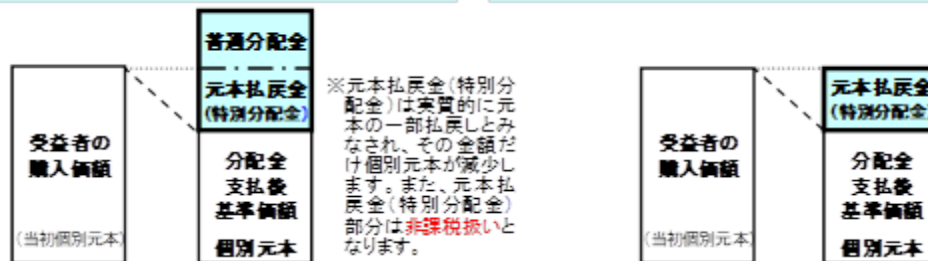 普通分配金
元本払戻金
(特別分配金)
受益者の
購入価額
(当初個別元本)
分配金
支払後
基準価額
個別元本
※元本払戻金(特別分
配金)は実質的に元
本の一部払戻しとみ
なされ、その金額だ
け個別元本が減少し
ます。また、元本払
戻金(特別分配金)
部分は非課税扱いと
なります。
受益者の
購入価額
(当初個別元本)
元本払戻金
(特別分配金)
分配金
支払後
基準価額
個別元本